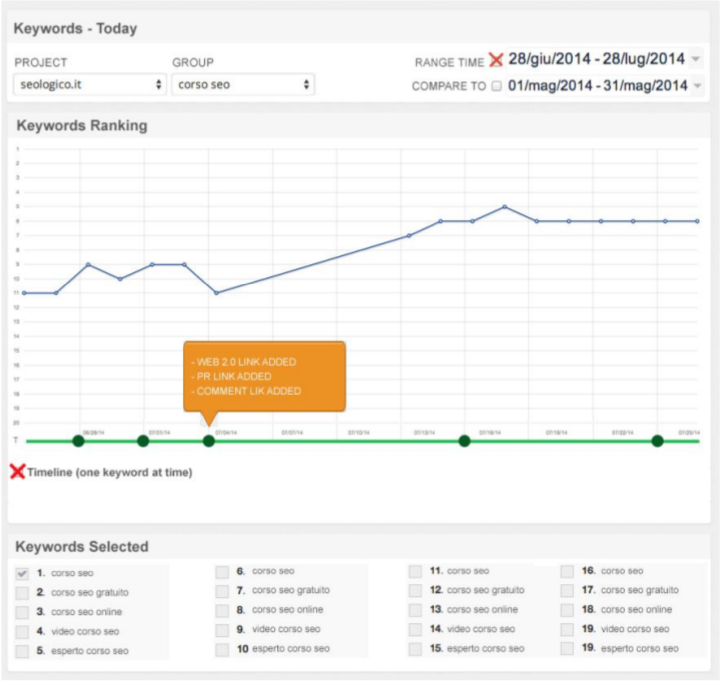 Keywords - Today
PROJECT GROUP RANGE TIME 28/giu/2014 - 28/lug/2014
seologico.it corso seo COMPARE TO 01/mag/2014 - 31/mag/2014
Keywords Ranking
1
2
3
4
5
6
7
8
9
10
11
12
13
14
15
16
17
18
19
20
- WEB 2.0 LINK ADDED
- PR LINK ADDED
- COMMENT LIK ADDED
T 06/28/14 07/04/14 07/07/14 07/10/14 07/13/14 07/16/14 07/19/14 07/22/14 07/25/14
Timeline (one keyword at time)
Keywords Selected
1. corso seo 6. corso seo 11. corso seo 16. corso seo
2. corso seo gratuito 7. corso seo gratuito 12. corso seo gratuito 17. corso seo gratuito
3. corso seo online 8. corso seo online 13. corso seo online 18. corso seo online
4. video corso seo 9. video corso seo 14. video corso seo 19. video corso seo
5. esperto corso seo 10 esperto corso seo 15. esperto corso seo 19. esperto corso seo